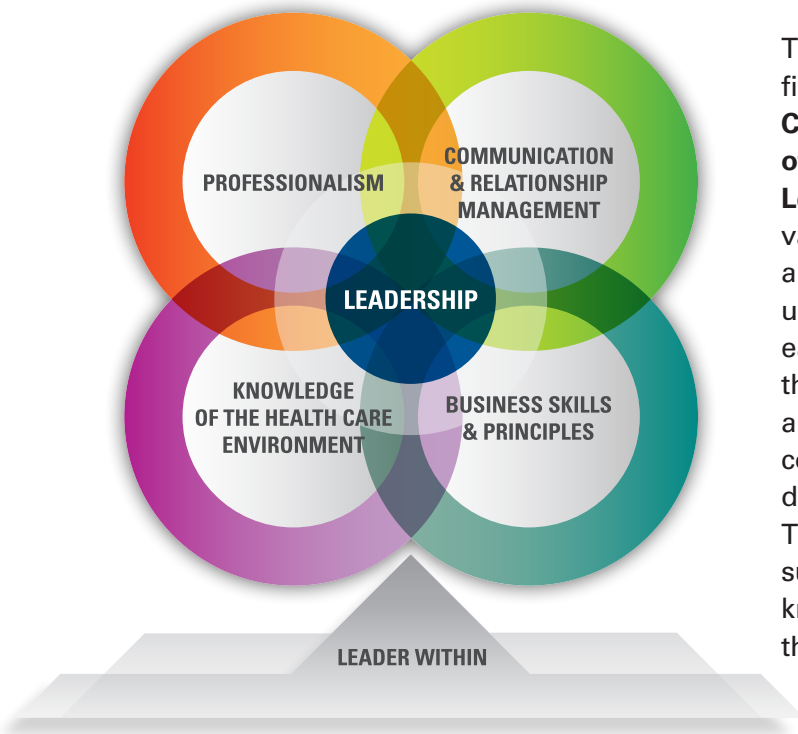 PROFESSIONALISM
COMMUNICATION
& RELATIONSHIP
MANAGEMENT
LEADERSHIP
KNOWLEDGE
OF THE HEALTH CARE
ENVIRONMENT
BUSINESS SKILLS
& PRINCIPLES
LEADER WITHIN